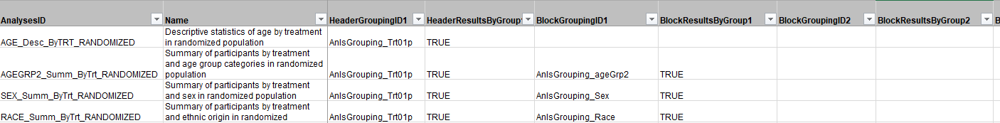 AnalysesID Name HeaderGroupingID1 HeaderResultsByGroup BlockGroupingID1 BlockResultsByGroup1 BlockGroupingID2 BlockResultsByGroup2
Descriptive statistics of age by treatment
AGE_Desc_ByTRT_RANDOMIZED in randomized population AnlsGrouping_Trt01p TRUE
Summary of participants by treatment
and age group categories in randomized
AGEGRP2_Summ_ByTrt_RANDOMIZED population AnlsGrouping_Trt01p TRUE AnlsGrouping_ageGrp2 TRUE
Summary of participants by treatment
SEX_Summ_ByTrt_RANDOMIZED and sex in randomized population AnlsGrouping_Trt01p TRUE AnlsGrouping_Sex TRUE
Summary of participants by treatment
RACE_Summ_ByTrt_RANDOMIZED and ethnic origin in randomized AnlsGrouping_Trt01p TRUE AnlsGrouping_Race TRUE